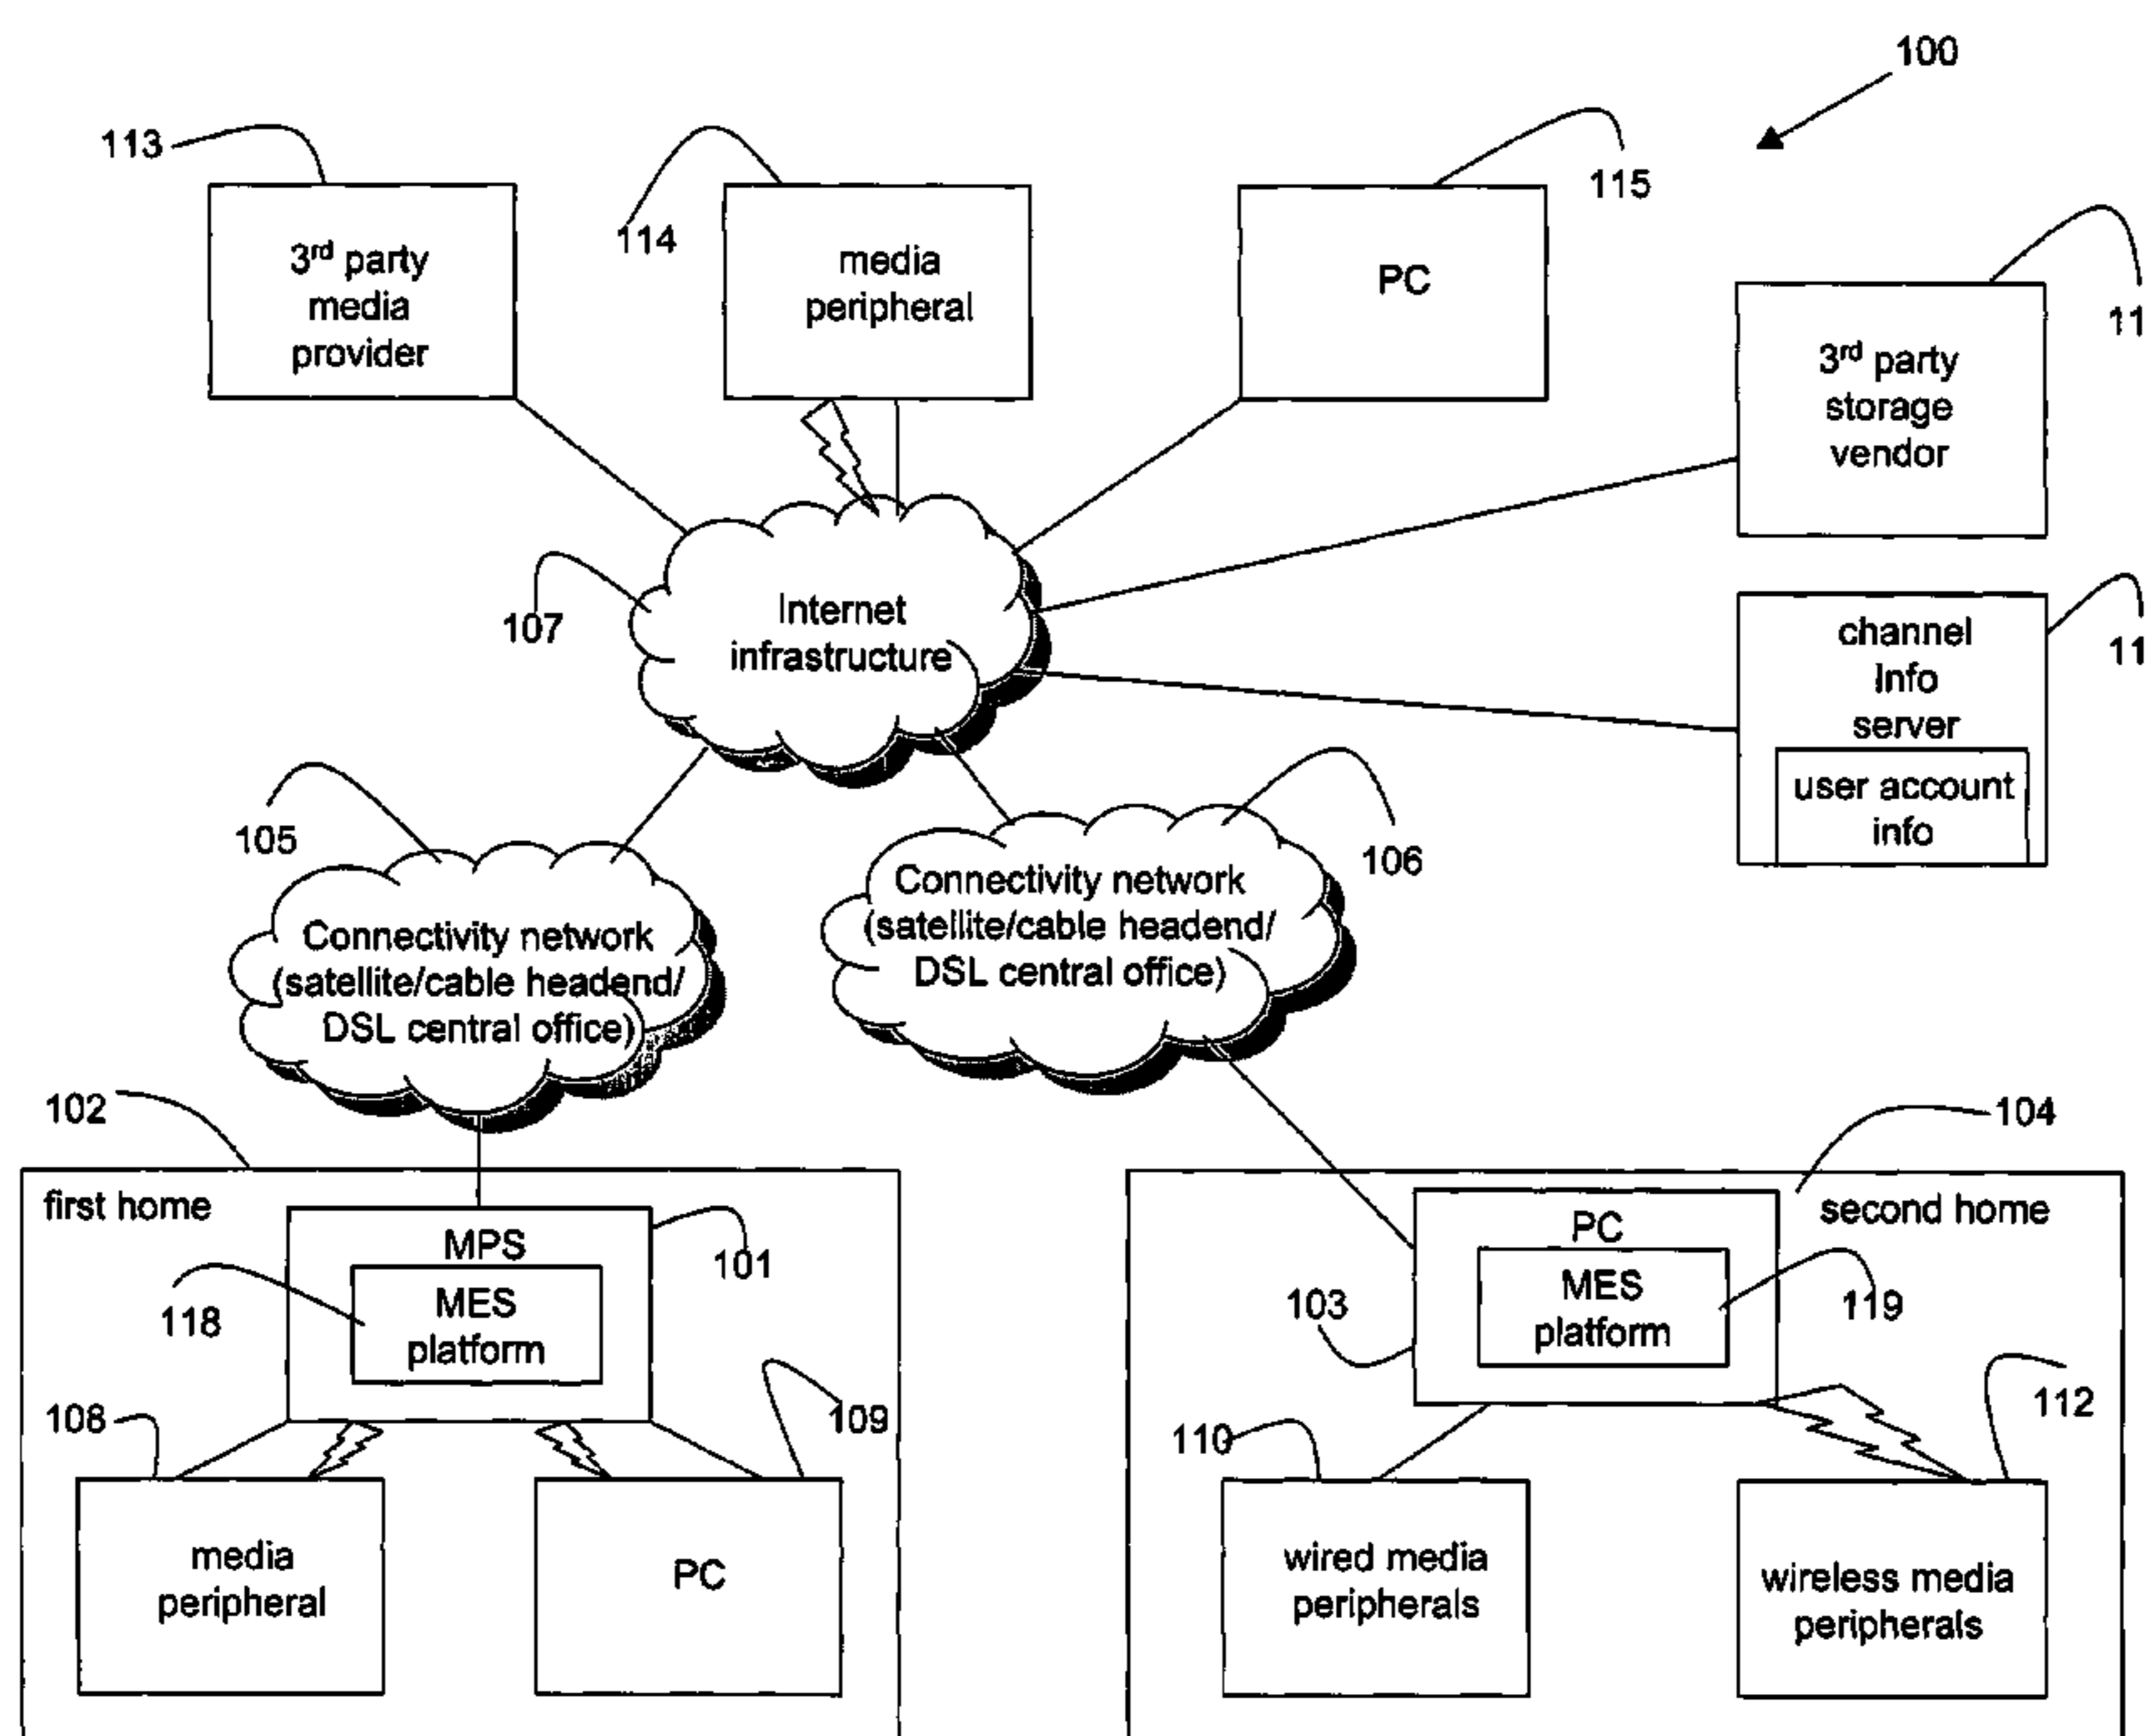 100
113
114
115
3rd party
media
provider
media
peripheral
PC
11
3rd party
storage
vendor
107
Internet
infrastructure
11
channel
Info
server
user account
info
105
106
Connectivity network
(satellite/cable headend/
DSL central office)
Connectivity network
(satellite/cable headend/
DSL central office)
102
104
first home
MPS
101
MES
platform
118
second home
PC
MES
platform
103
119
108
109
110
112
media
peripheral
PC
wired media
peripherals
wireless media
peripherals